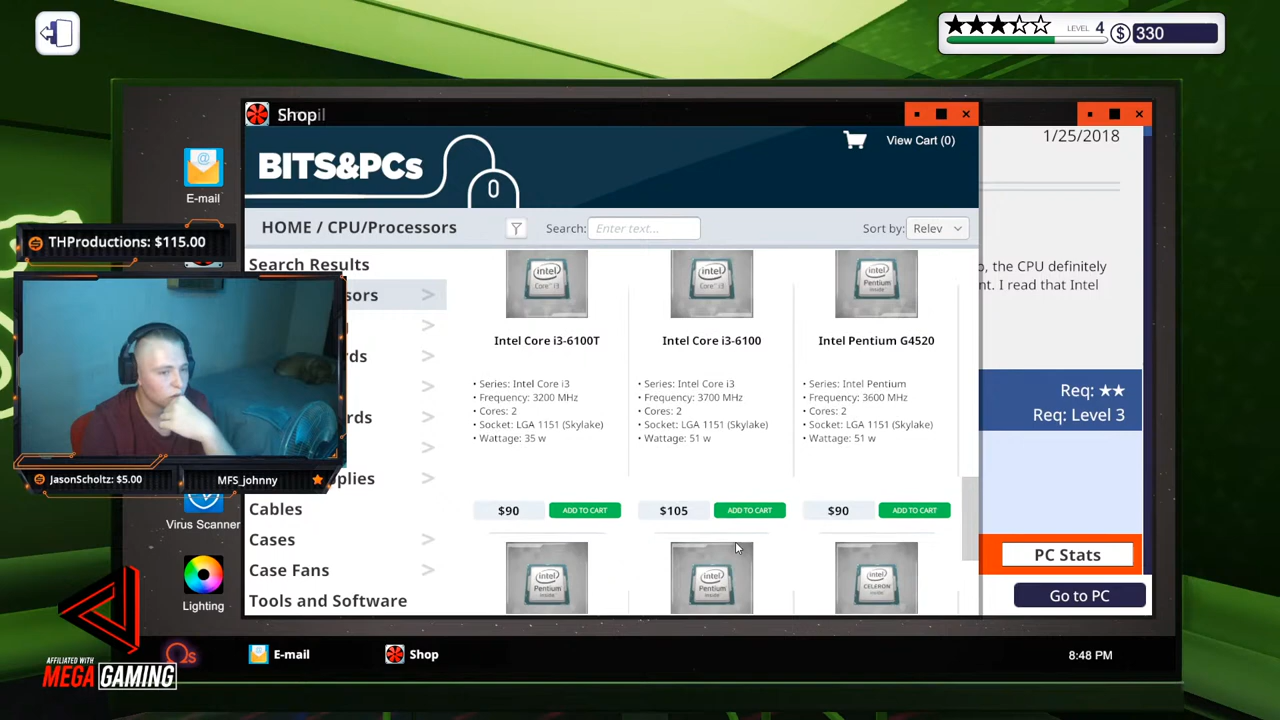 LEVEL 4
$ 330
Shop
BITS&PCs
View Cart (0)
1/25/2018
E-mail
HOME / CPU/Processors
Search:
Enter text...
Sort by:
Relev
THProductions: $115.00
Search Results
sors
rds
rds
pplies
Cables
Cases
Case Fans
Tools and Software
Intel Core i3-6100T
• Series: Intel Core i3
• Frequency: 3200 MHz
• Cores: 2
• Socket: LGA 1151 (Skylake)
• Wattage: 35 w
$90
ADD TO CART
Intel Core i3-6100
• Series: Intel Core i3
• Frequency: 3700 MHz
• Cores: 2
• Socket: LGA 1151 (Skylake)
• Wattage: 51 w
$105
ADD TO CART
Intel Pentium G4520
• Series: Intel Pentium
• Frequency: 3600 MHz
• Cores: 2
• Socket: LGA 1151 (Skylake)
• Wattage: 51 w
$90
ADD TO CART
o, the CPU definitely
nt. I read that Intel
Req: ★★
Req: Level 3
PC Stats
Go to PC
JasonScholtz: $5.00
MFS_johnny
Virus Scanner
Lighting
AFFILIATED WITH
MEGA GAMING
E-mail
Shop
8:48 PM